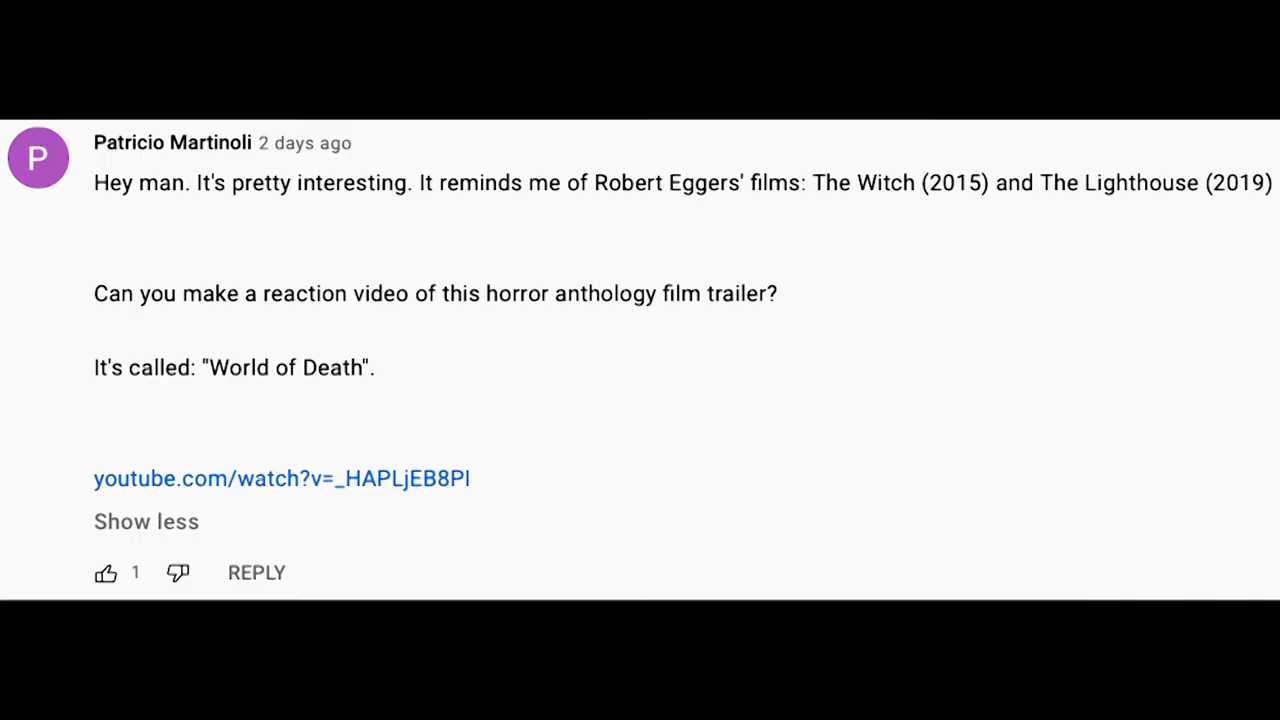 P
Patricio Martinoli 2 days ago
Hey man. It's pretty interesting. It reminds me of Robert Eggers' films: The Witch (2015) and The Lighthouse (2019)
Can you make a reaction video of this horror anthology film trailer?
It's called: "World of Death".
youtube.com/watch?v=_HAPLjEB8PI
Show less
1 REPLY